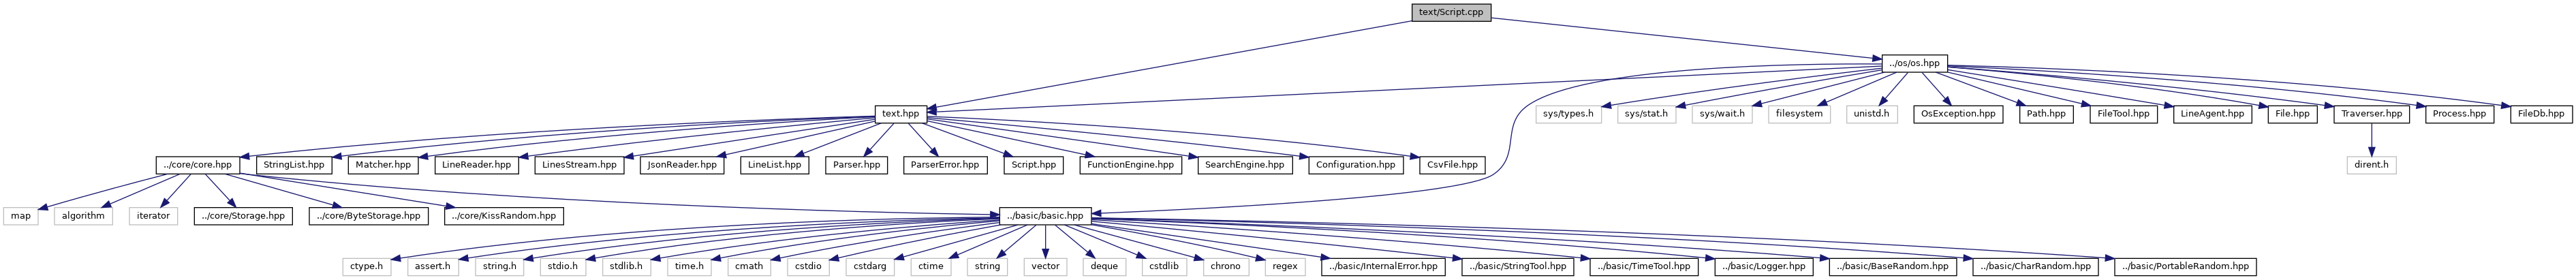 text/Script.cpp
../os/os.hpp
text.hpp
sys/types.h
sys/stat.h
sys/wait.h
filesystem
unistd.h
OsException.hpp
Path.hpp
FileTool.hpp
LineAgent.hpp
File.hpp
Traverser.hpp
Process.hpp
FileDb.hpp
../core/core.hpp
StringList.hpp
Matcher.hpp
LineReader.hpp
LinesStream.hpp
JsonReader.hpp
LineList.hpp
Parser.hpp
ParserError.hpp
Script.hpp
FunctionEngine.hpp
SearchEngine.hpp
Configuration.hpp
CsvFile.hpp
dirent.h
map
algorithm
iterator
../core/Storage.hpp
../core/ByteStorage.hpp
../core/KissRandom.hpp
../basic/basic.hpp
ctype.h
assert.h
string.h
stdio.h
stdlib.h
time.h
cmath
cstdio
cstdarg
ctime
string
vector
deque
cstdlib
chrono
regex
../basic/InternalError.hpp
../basic/StringTool.hpp
../basic/TimeTool.hpp
../basic/Logger.hpp
../basic/BaseRandom.hpp
../basic/CharRandom.hpp
../basic/PortableRandom.hpp